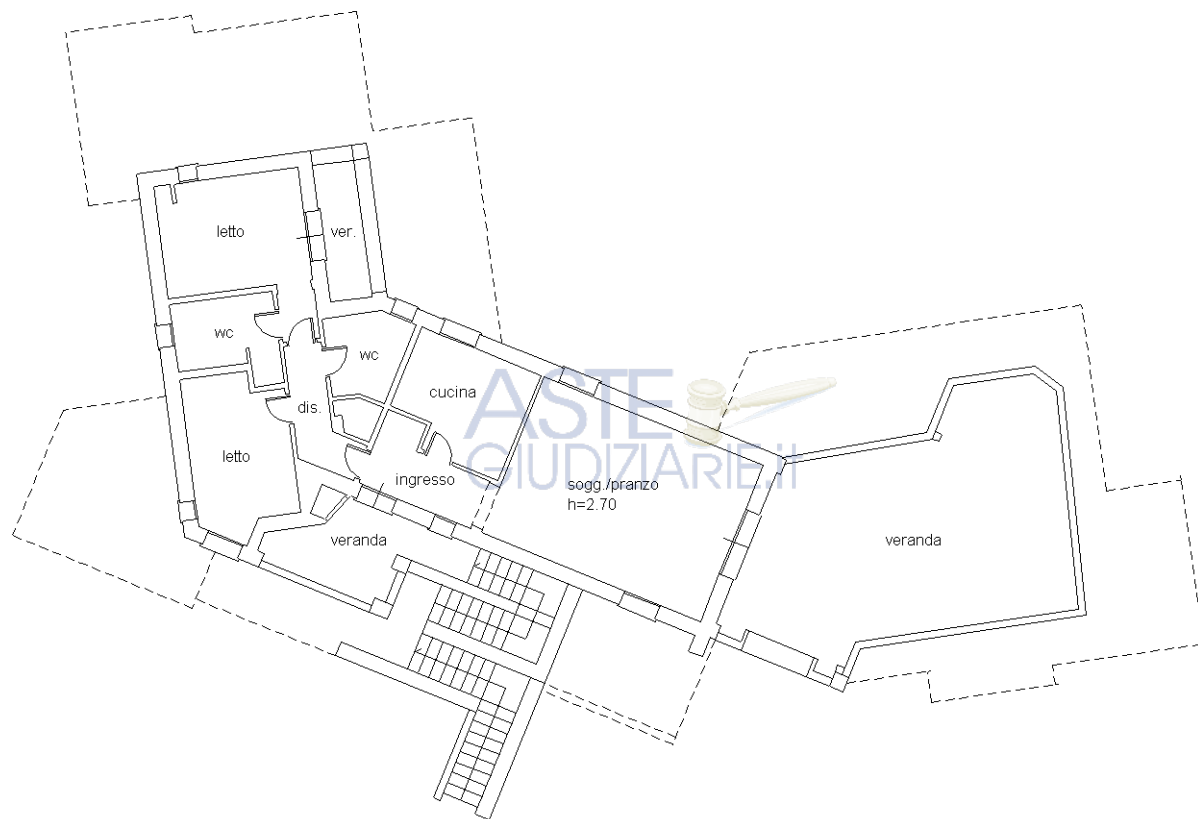 letto
ver.
wc
wc
cucina
dis.
letto
ingresso
sogg./pranzo
h=2.70
veranda
veranda
ASTE
GIUDIZIARIE.it